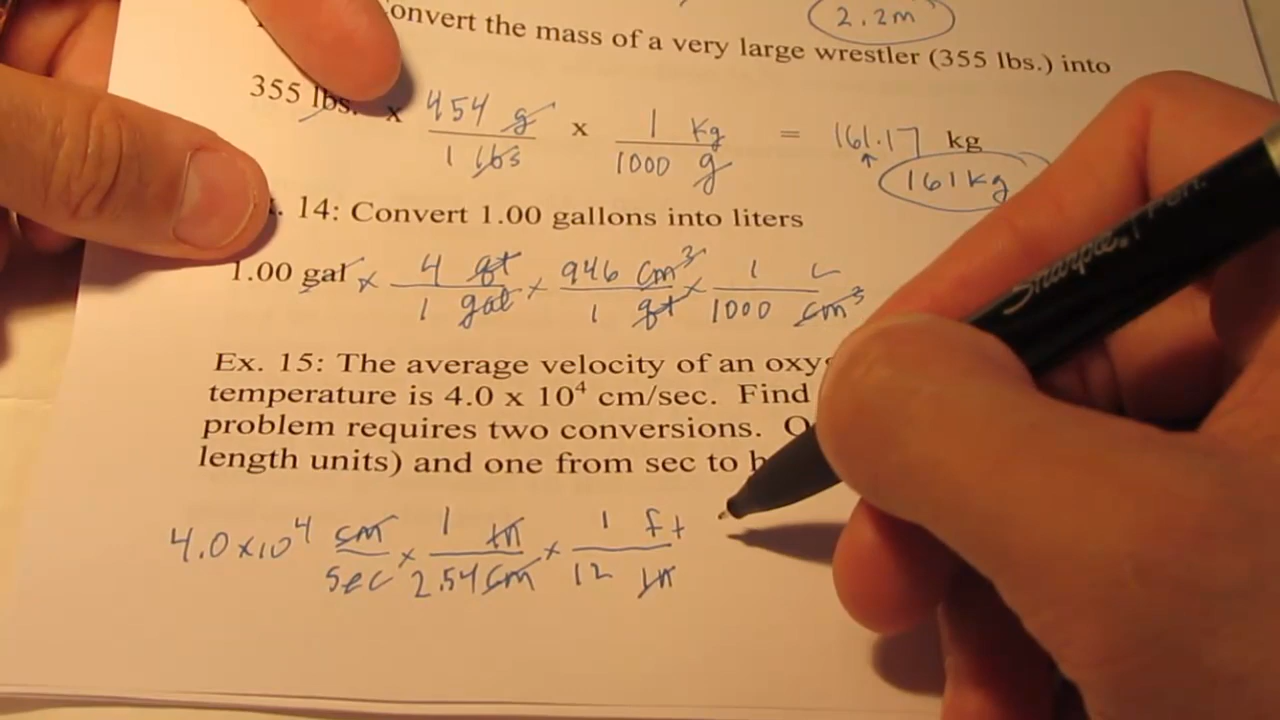 2.2m
onvert the mass of a very large wrestler (355 lbs.) into
355 lbs. x 454 g / 1 lbs x 1 Kg / 1000 g = 161.17 kg
161kg
14: Convert 1.00 gallons into liters
1.00 gal x 4 qt / 1 gal x 946 cm³ / 1 qt x 1 L / 1000 cm³
Ex. 15: The average velocity of an oxy
temperature is 4.0 x 10⁴ cm/sec. Find
problem requires two conversions. O
length units) and one from sec to h
4.0x10⁴ cm / sec x 1 in / 2.54cm x 1 ft / 12 in
Sharpie. Pen.